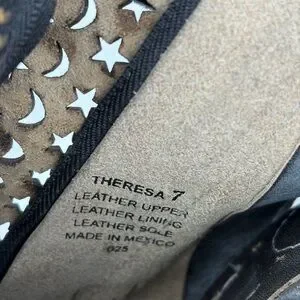 THERESA 7
LEATHER UPPER
LEATHER LINING
LEATHER SOLE
MADE IN MEXICO
025